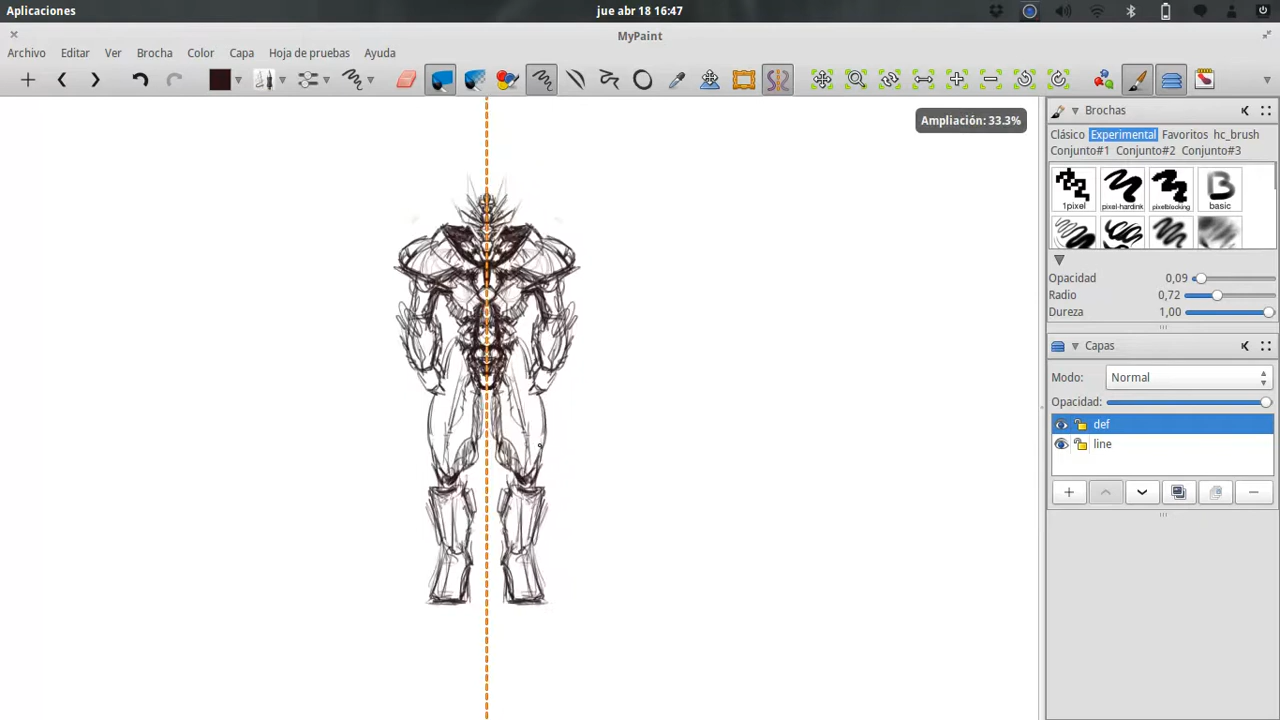 Aplicaciones jue abr 18 16:47
MyPaint
Archivo Editar Ver Brocha Color Capa Hoja de pruebas Ayuda
Ampliación: 33.3%
Brochas
Clásico Experimental Favoritos hc_brush
Conjunto#1 Conjunto#2 Conjunto#3
1pixel pixel-hardink pixelblocking basic
Opacidad 0,09
Radio 0,72
Dureza 1,00
Capas
Modo: Normal
Opacidad:
def
line